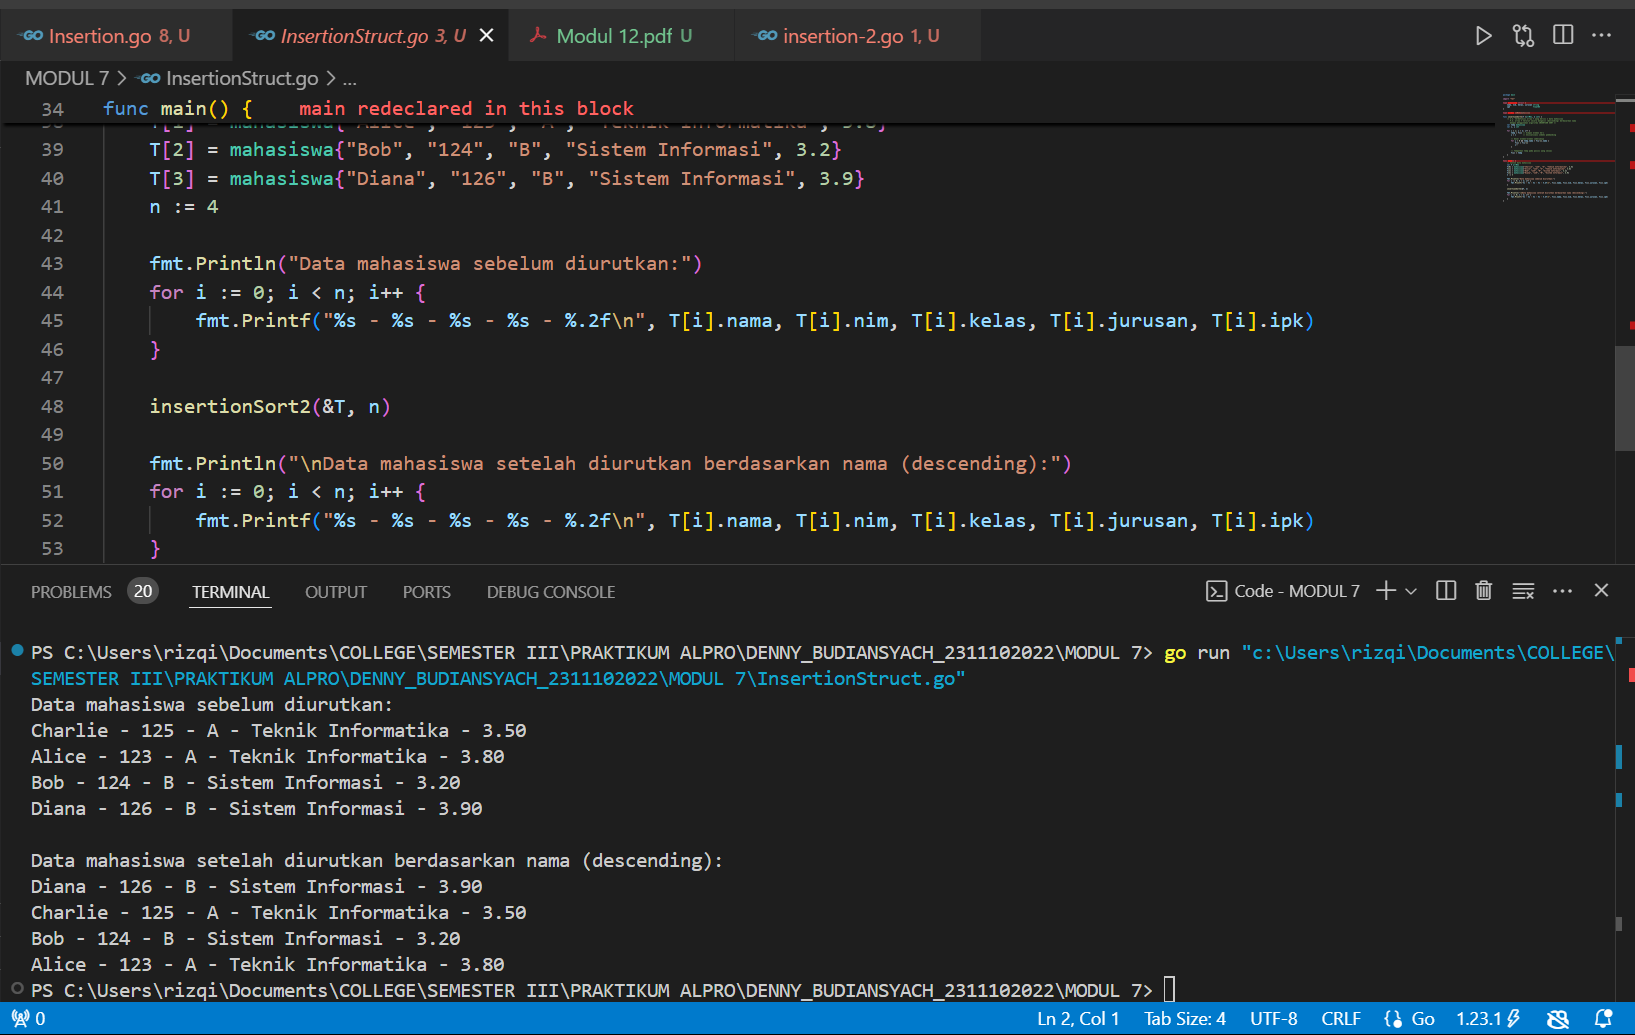 GO Insertion.go 8, U GO InsertionStruct.go 3, U Modul 12.pdf U GO insertion-2.go 1, U
MODUL 7 > GO InsertionStruct.go > ...
34 func main() { main redeclared in this block
39 T[2] = mahasiswa{"Bob", "124", "B", "Sistem Informasi", 3.2}
40 T[3] = mahasiswa{"Diana", "126", "B", "Sistem Informasi", 3.9}
41 n := 4
42
43 fmt.Println("Data mahasiswa sebelum diurutkan:")
44 for i := 0; i < n; i++ {
45 fmt.Printf("%s - %s - %s - %s - %.2f\n", T[i].nama, T[i].nim, T[i].kelas, T[i].jurusan, T[i].ipk)
46 }
47
48 insertionSort2(&T, n)
49
50 fmt.Println("\nData mahasiswa setelah diurutkan berdasarkan nama (descending):")
51 for i := 0; i < n; i++ {
52 fmt.Printf("%s - %s - %s - %s - %.2f\n", T[i].nama, T[i].nim, T[i].kelas, T[i].jurusan, T[i].ipk)
53 }
PROBLEMS 20 TERMINAL OUTPUT PORTS DEBUG CONSOLE Code - MODUL 7
PS C:\Users\rizqi\Documents\COLLEGE\SEMESTER III\PRAKTIKUM ALPRO\DENNY_BUDIANSYACH_2311102022\MODUL 7> go run "c:\Users\rizqi\Documents\COLLEGE\
SEMESTER III\PRAKTIKUM ALPRO\DENNY_BUDIANSYACH_2311102022\MODUL 7\InsertionStruct.go"
Data mahasiswa sebelum diurutkan:
Charlie - 125 - A - Teknik Informatika - 3.50
Alice - 123 - A - Teknik Informatika - 3.80
Bob - 124 - B - Sistem Informasi - 3.20
Diana - 126 - B - Sistem Informasi - 3.90

Data mahasiswa setelah diurutkan berdasarkan nama (descending):
Diana - 126 - B - Sistem Informasi - 3.90
Charlie - 125 - A - Teknik Informatika - 3.50
Bob - 124 - B - Sistem Informasi - 3.20
Alice - 123 - A - Teknik Informatika - 3.80
PS C:\Users\rizqi\Documents\COLLEGE\SEMESTER III\PRAKTIKUM ALPRO\DENNY_BUDIANSYACH_2311102022\MODUL 7>
0 Ln 2, Col 1 Tab Size: 4 UTF-8 CRLF Go 1.23.1